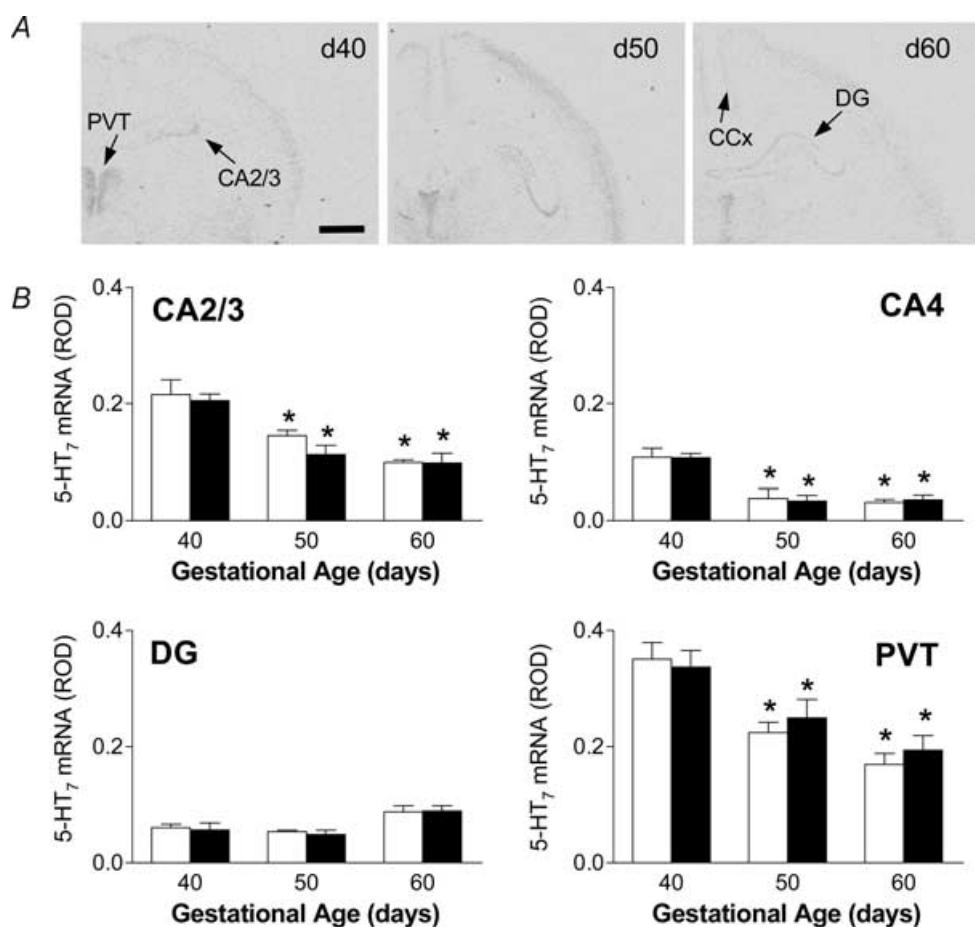 A
d40
d50
d60
PVT
CA2/3
CCx
DG
B
CA2/3
5-HT₇ mRNA (ROD)
0.4
0.2
0.0
* * * *
40 50 60
Gestational Age (days)
CA4
5-HT₇ mRNA (ROD)
0.4
0.2
0.0
* * * *
40 50 60
Gestational Age (days)
DG
5-HT₇ mRNA (ROD)
0.4
0.2
0.0
40 50 60
Gestational Age (days)
PVT
5-HT₇ mRNA (ROD)
0.4
0.2
0.0
* * * *
40 50 60
Gestational Age (days)